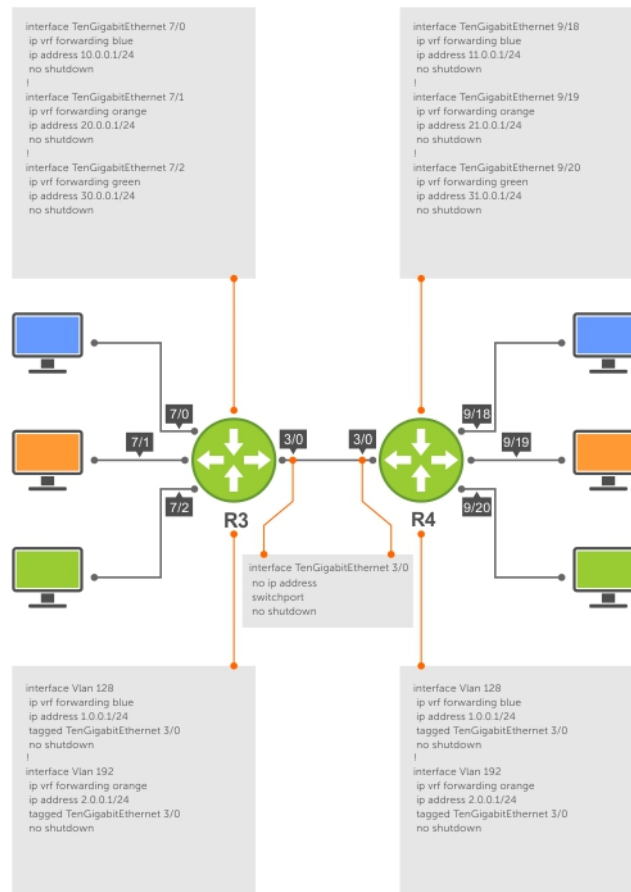 interface TenGigabitEthernet 7/0
ip vrf forwarding blue
ip address 10.0.0.1/24
no shutdown
!
interface TenGigabitEthernet 7/1
ip vrf forwarding orange
ip address 20.0.0.1/24
no shutdown
!
interface TenGigabitEthernet 7/2
ip vrf forwarding green
ip address 30.0.0.1/24
no shutdown
interface TenGigabitEthernet 9/18
ip vrf forwarding blue
ip address 11.0.0.1/24
no shutdown
!
interface TenGigabitEthernet 9/19
ip vrf forwarding orange
ip address 21.0.0.1/24
no shutdown
!
interface TenGigabitEthernet 9/20
ip vrf forwarding green
ip address 31.0.0.1/24
no shutdown
7/0
7/1
7/2
3/0
3/0
9/18
9/19
9/20
R3
R4
interface TenGigabitEthernet 3/0
no ip address
switchport
no shutdown
interface Vlan 128
ip vrf forwarding blue
ip address 1.0.0.1/24
tagged TenGigabitEthernet 3/0
no shutdown
!
interface Vlan 192
ip vrf forwarding orange
ip address 2.0.0.1/24
tagged TenGigabitEthernet 3/0
no shutdown
interface Vlan 128
ip vrf forwarding blue
ip address 1.0.0.1/24
tagged TenGigabitEthernet 3/0
no shutdown
!
interface Vlan 192
ip vrf forwarding orange
ip address 2.0.0.1/24
tagged TenGigabitEthernet 3/0
no shutdown